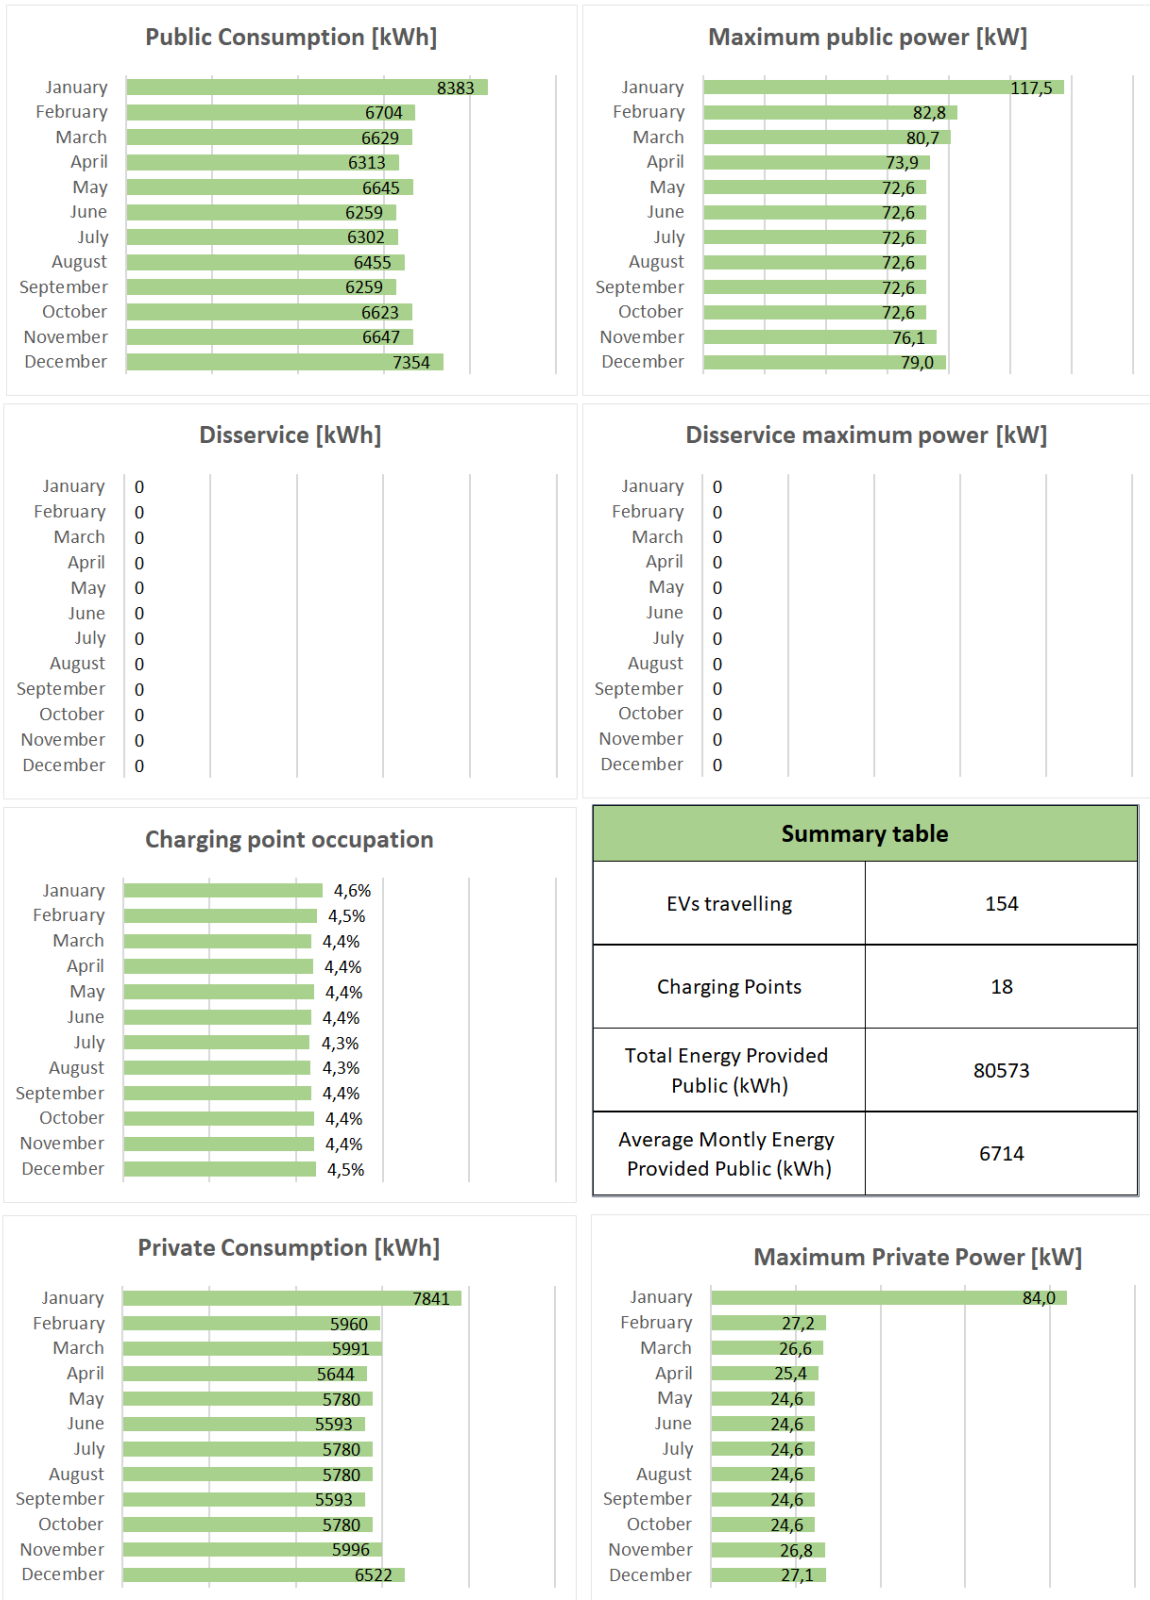 Public Consumption [kWh]
January 8383
February 6704
March 6629
April 6313
May 6645
June 6259
July 6302
August 6455
September 6259
October 6623
November 6647
December 7354
Maximum public power [kW]
January 117,5
February 82,8
March 80,7
April 73,9
May 72,6
June 72,6
July 72,6
August 72,6
September 72,6
October 72,6
November 76,1
December 79,0
Disservice [kWh]
January 0
February 0
March 0
April 0
May 0
June 0
July 0
August 0
September 0
October 0
November 0
December 0
Disservice maximum power [kW]
January 0
February 0
March 0
April 0
May 0
June 0
July 0
August 0
September 0
October 0
November 0
December 0
Charging point occupation
January 4,6%
February 4,5%
March 4,4%
April 4,4%
May 4,4%
June 4,4%
July 4,3%
August 4,3%
September 4,4%
October 4,4%
November 4,4%
December 4,5%
Summary table
EVs travelling 154
Charging Points 18
Total Energy Provided
Public (kWh)
80573
Average Montly Energy
Provided Public (kWh)
6714
Private Consumption [kWh]
January 7841
February 5960
March 5991
April 5644
May 5780
June 5593
July 5780
August 5780
September 5593
October 5780
November 5996
December 6522
Maximum Private Power [kW]
January 84,0
February 27,2
March 26,6
April 25,4
May 24,6
June 24,6
July 24,6
August 24,6
September 24,6
October 24,6
November 26,8
December 27,1